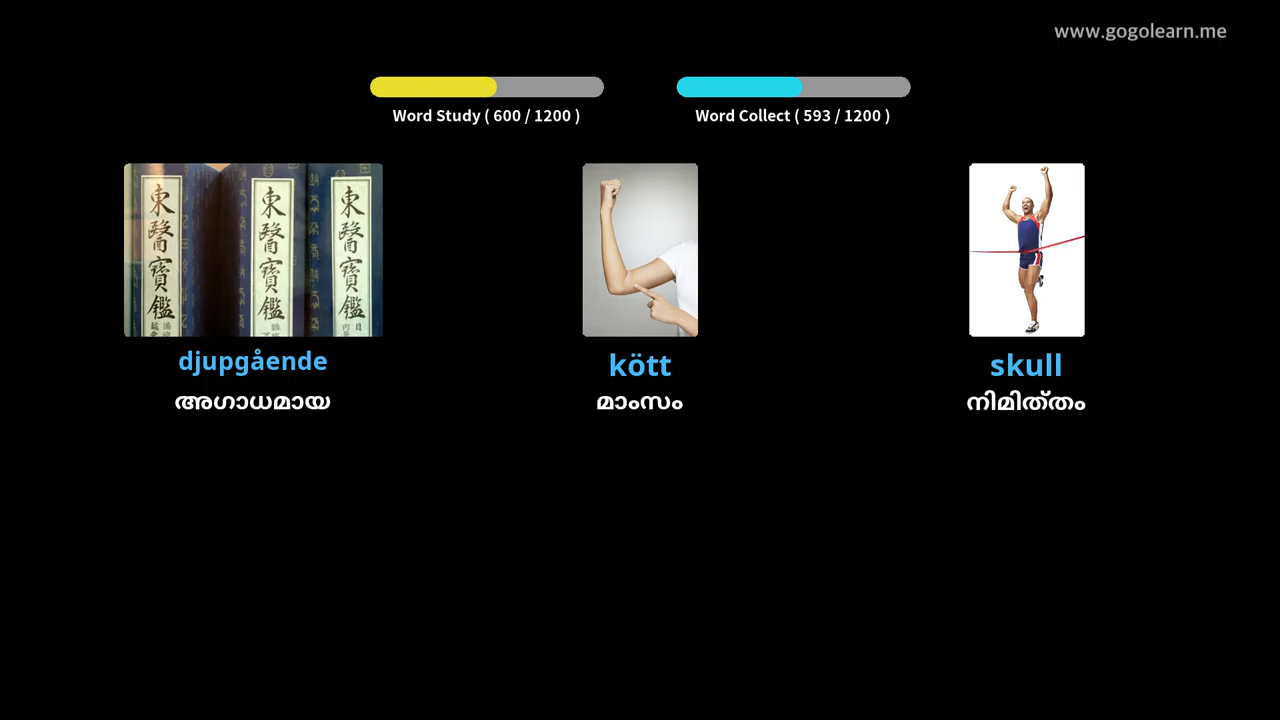 www.gogolearn.me
Word Study ( 600 / 1200 )
Word Collect ( 593 / 1200 )
東醫寶鑑
東醫寶鑑
東醫寶鑑
djupgående
kött
skull
അഗാധമായ
മാംസം
നിമിത്തം